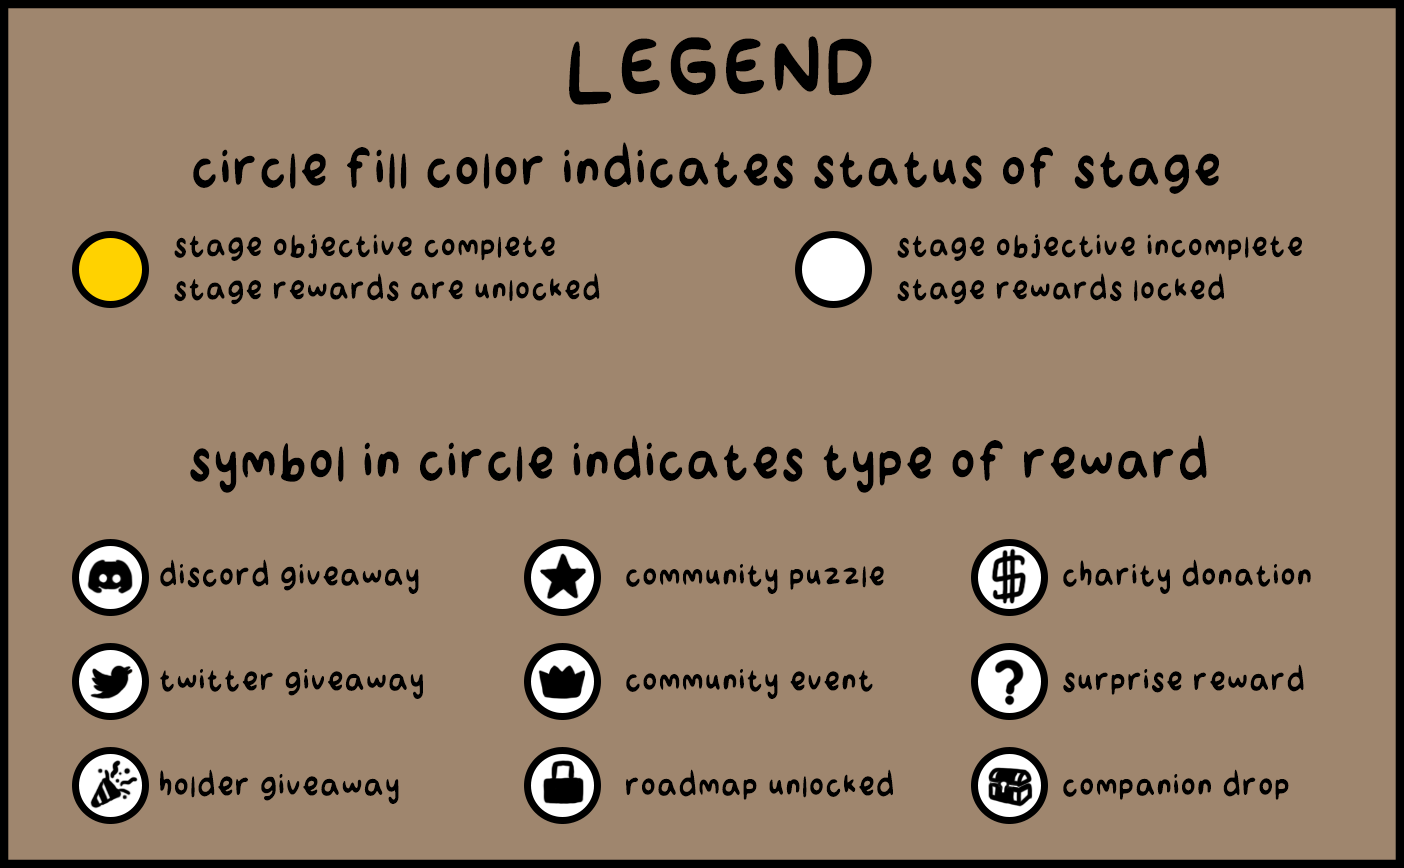 LEGEND
circle fill color indicates status of stage
stage objective complete
stage rewards are unlocked
stage objective incomplete
stage rewards locked
symbol in circle indicates type of reward
discord giveaway
community puzzle
charity donation
twitter giveaway
community event
surprise reward
holder giveaway
roadmap unlocked
companion drop